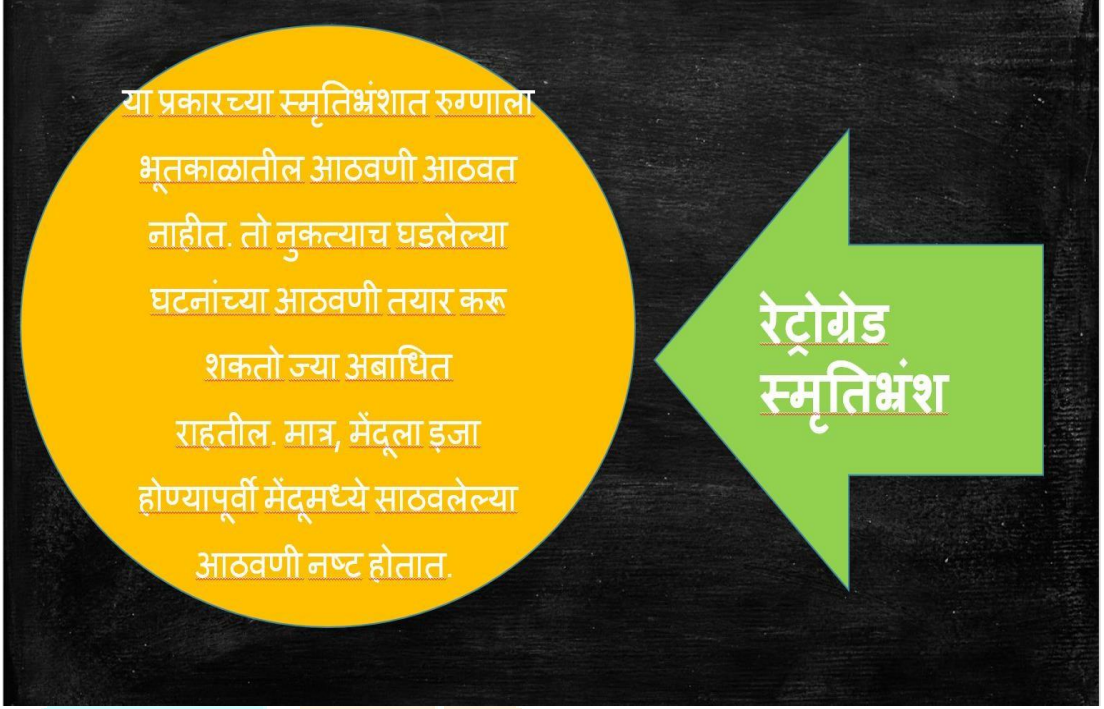 या प्रकारच्या स्मृतिभ्रंशात रुग्णाला
भूतकाळातील आठवणी आठवत
नाहीत. तो नुकत्याच घडलेल्या
घटनांच्या आठवणी तयार करू
शकतो ज्या अबाधित
राहतील. मात्र, मेंदूला इजा
होण्यापूर्वी मेंदूमध्ये साठवलेल्या
आठवणी नष्ट होतात.
रेट्रोग्रेड
स्मृतिभ्रंश